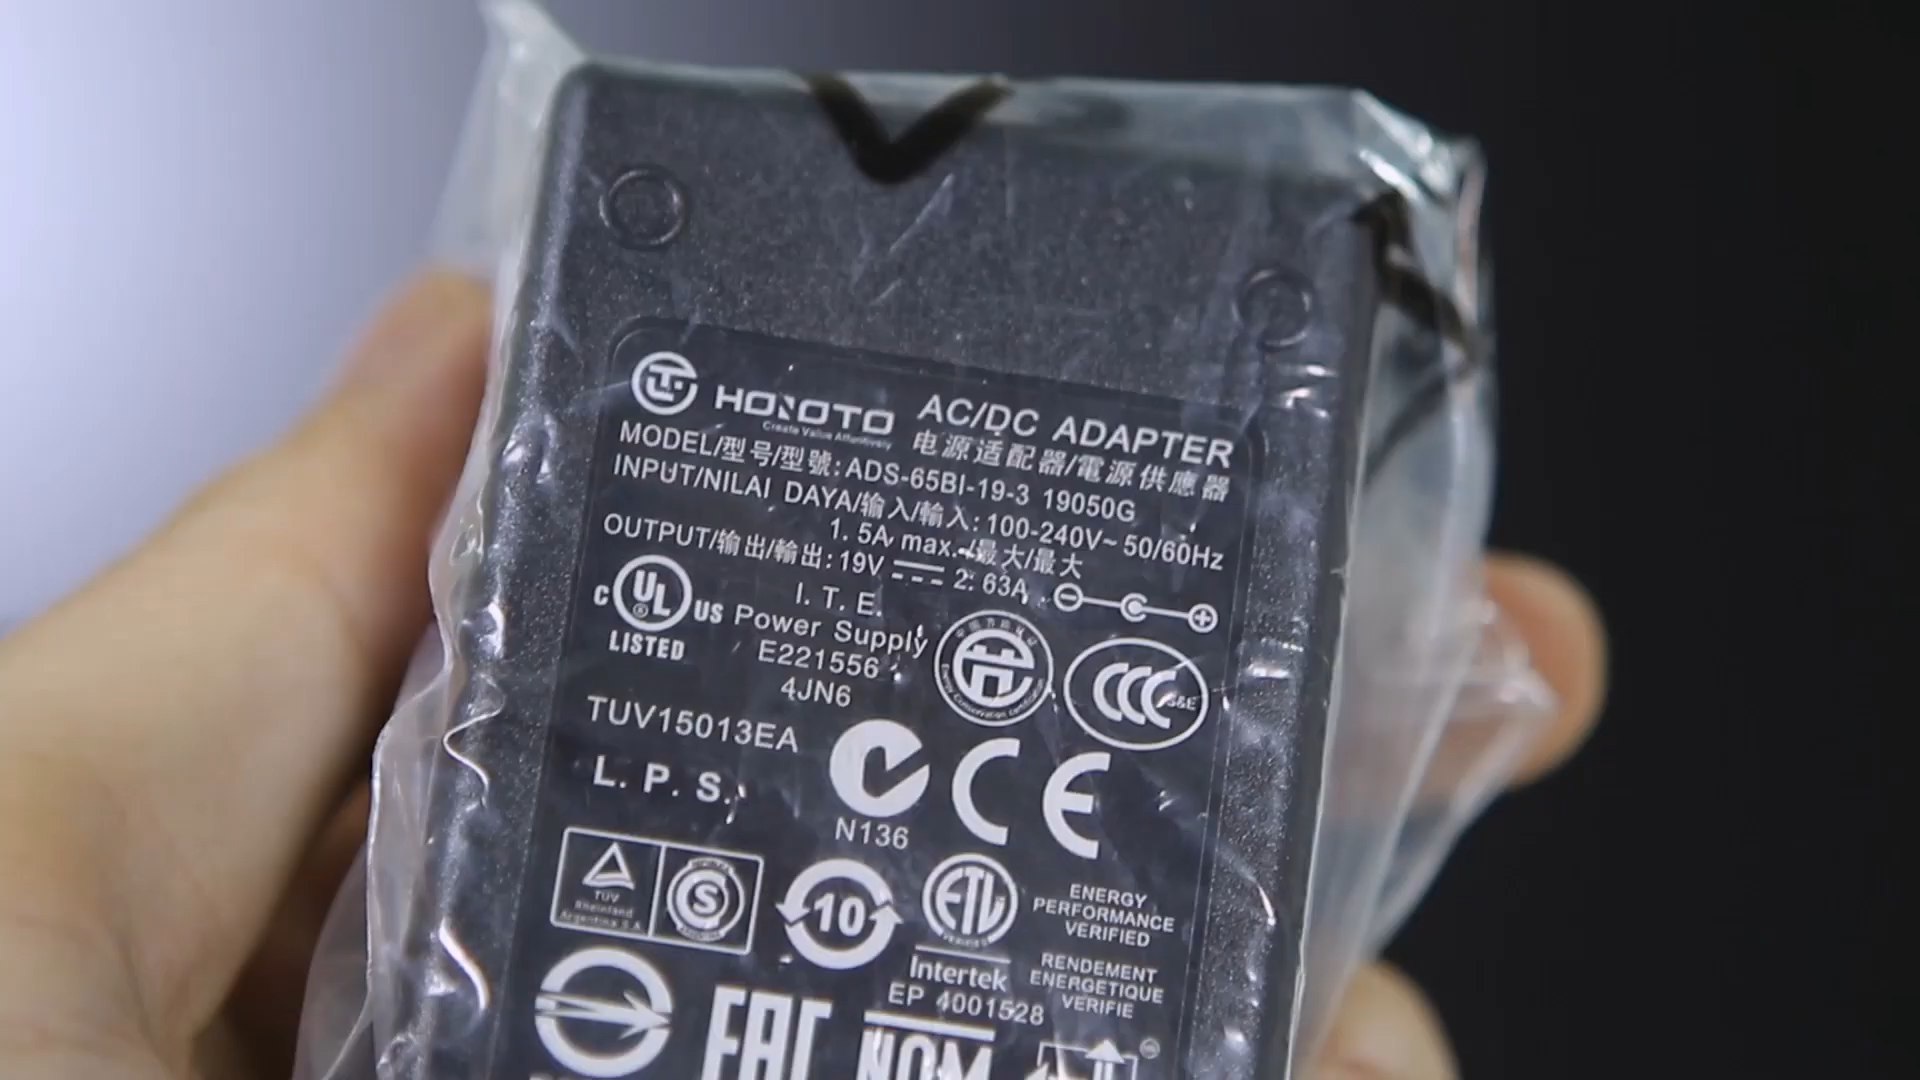 HONOTO
Create Value Attentively
AC/DC ADAPTER
电源适配器/電源供應器
MODEL/型号/型號: ADS-65BI-19-3 19050G
INPUT/NILAI DAYA/输入/輸入: 100-240V~ 50/60Hz
1. 5A max. /最大/最大
OUTPUT/输出/輸出: 19V 2. 63A
C UL US
LISTED
I. T. E.
Power Supply
E221556
4JN6
CCC S&E
TUV15013EA
L. P. S.
N136
CE
TUV
Rheinland
Argentina S.A
S
10
ETL
Intertek
EP 4001528
ENERGY
PERFORMANCE
VERIFIED
RENDEMENT
ENERGETIQUE
VERIFIE
EAC
NOM